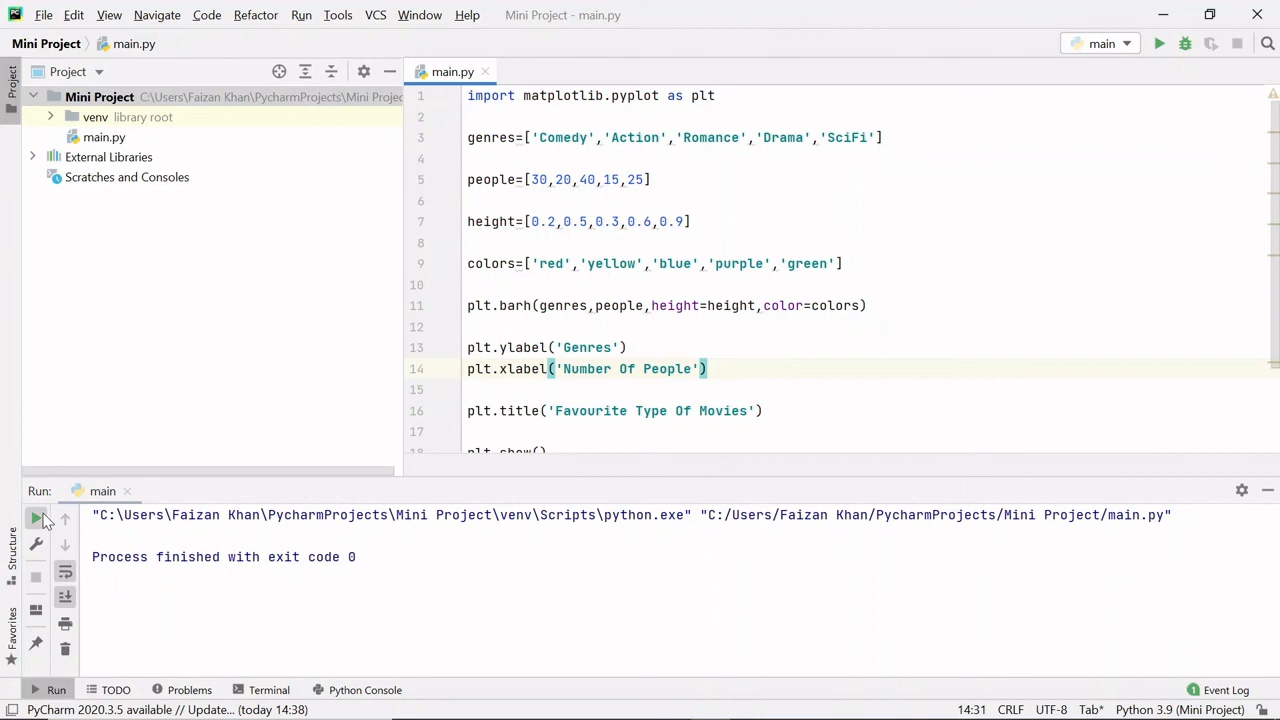 File Edit View Navigate Code Refactor Run Tools VCS Window Help Mini Project - main.py
Mini Project main.py main
Project main.py
Mini Project C:\Users\Faizan Khan\PycharmProjects\Mini Projec
venv library root
main.py
External Libraries
Scratches and Consoles
Project
1 import matplotlib.pyplot as plt
2
3 genres=['Comedy','Action','Romance','Drama','SciFi']
4
5 people=[30,20,40,15,25]
6
7 height=[0.2,0.5,0.3,0.6,0.9]
8
9 colors=['red','yellow','blue','purple','green']
10
11 plt.barh(genres,people,height=height,color=colors)
12
13 plt.ylabel('Genres')
14 plt.xlabel('Number Of People')
15
16 plt.title('Favourite Type Of Movies')
17
18 plt.show()
Run: main
"C:\Users\Faizan Khan\PycharmProjects\Mini Project\venv\Scripts\python.exe" "C:/Users/Faizan Khan/PycharmProjects/Mini Project/main.py"
Process finished with exit code 0
Structure
Favorites
Run TODO Problems Terminal Python Console Event Log
PyCharm 2020.3.5 available // Update... (today 14:38) 14:31 CRLF UTF-8 Tab* Python 3.9 (Mini Project)